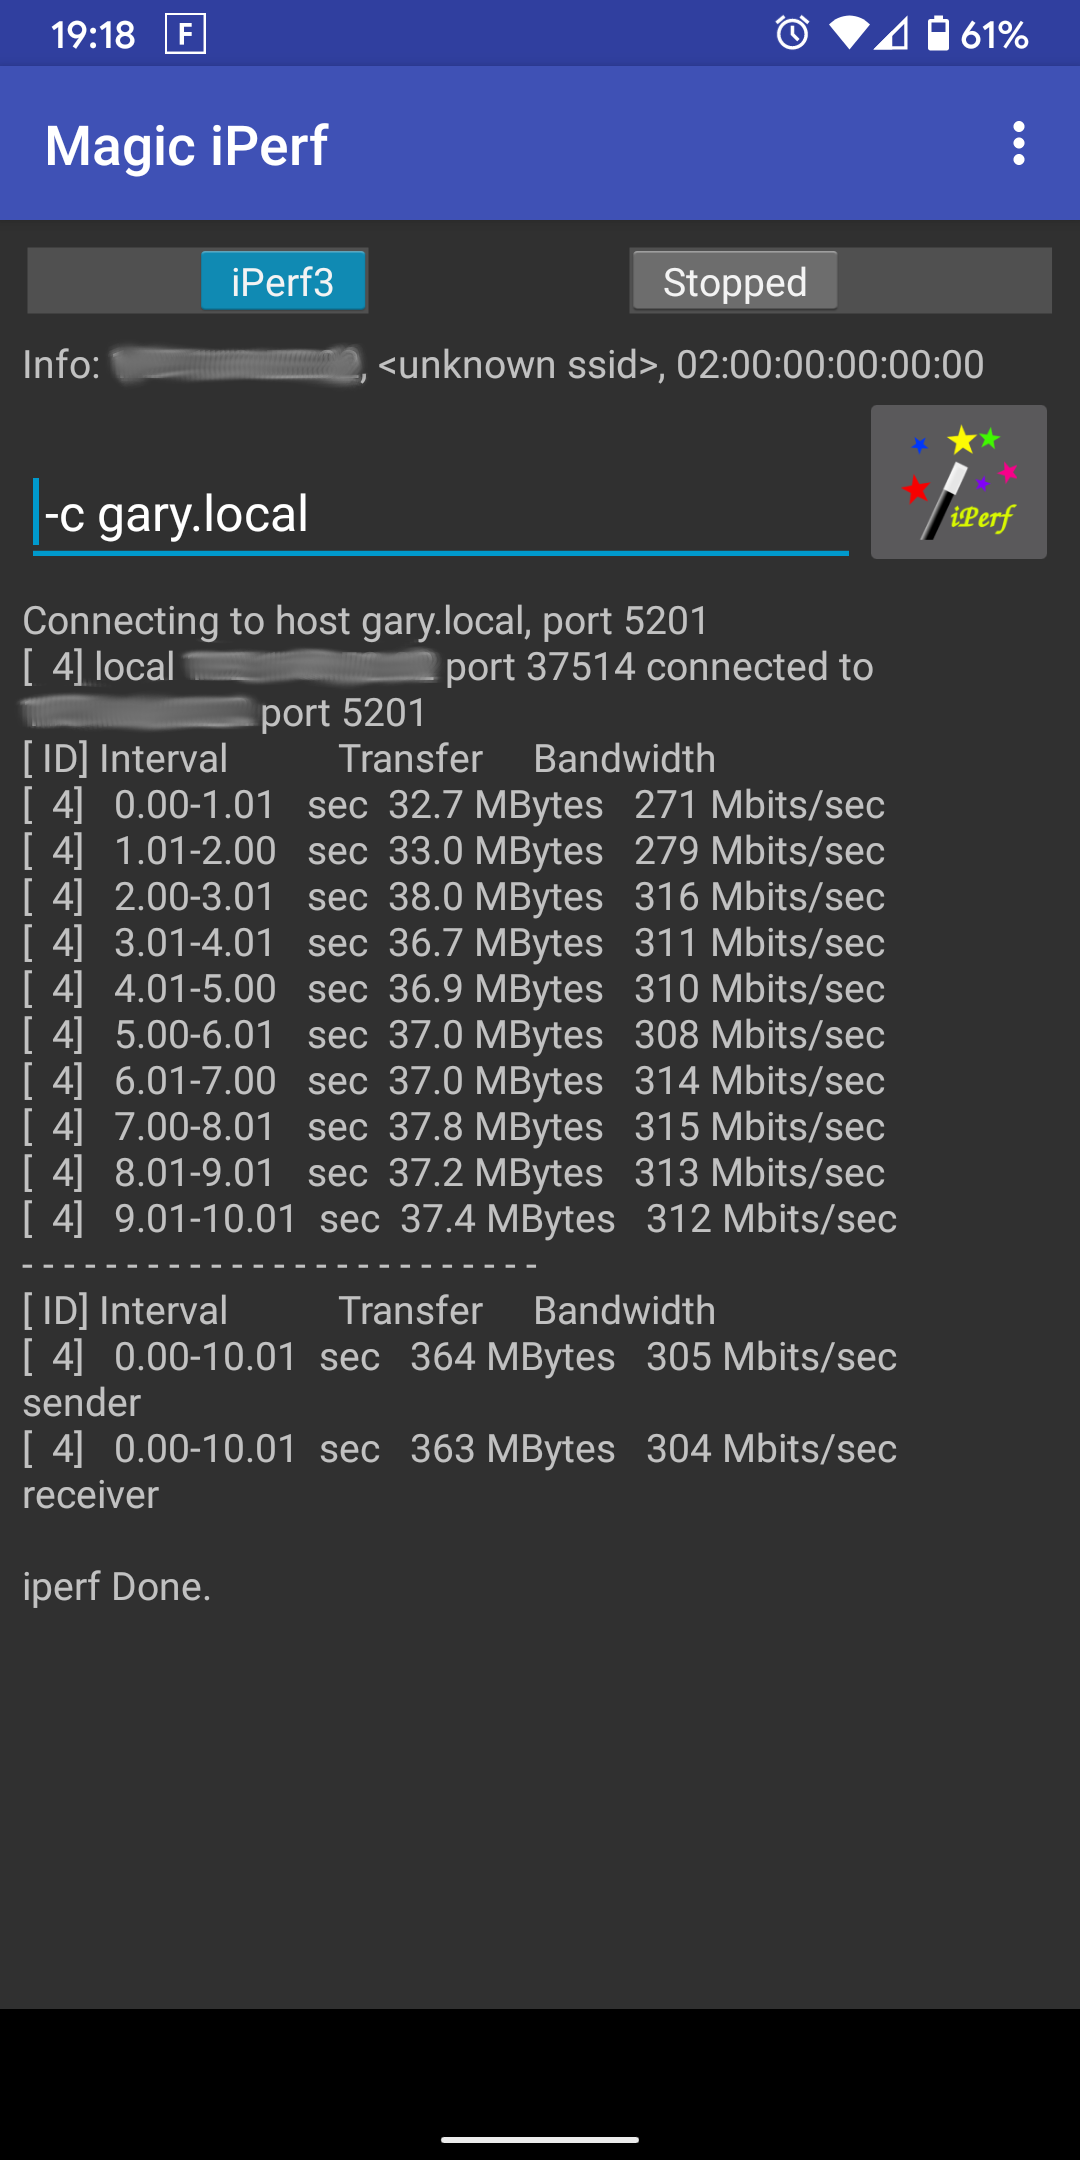 19:18 F 61%
Magic iPerf
iPerf3 Stopped
Info: , <unknown ssid>, 02:00:00:00:00:00
-c gary.local
iPerf
Connecting to host gary.local, port 5201
[  4] local port 37514 connected to
port 5201
[ ID] Interval           Transfer     Bandwidth
[  4]   0.00-1.01   sec  32.7 MBytes   271 Mbits/sec
[  4]   1.01-2.00   sec  33.0 MBytes   279 Mbits/sec
[  4]   2.00-3.01   sec  38.0 MBytes   316 Mbits/sec
[  4]   3.01-4.01   sec  36.7 MBytes   311 Mbits/sec
[  4]   4.01-5.00   sec  36.9 MBytes   310 Mbits/sec
[  4]   5.00-6.01   sec  37.0 MBytes   308 Mbits/sec
[  4]   6.01-7.00   sec  37.0 MBytes   314 Mbits/sec
[  4]   7.00-8.01   sec  37.8 MBytes   315 Mbits/sec
[  4]   8.01-9.01   sec  37.2 MBytes   313 Mbits/sec
[  4]   9.01-10.01  sec  37.4 MBytes   312 Mbits/sec
- - - - - - - - - - - - - - - - - - - - - - - - -
[ ID] Interval           Transfer     Bandwidth
[  4]   0.00-10.01  sec   364 MBytes   305 Mbits/sec
sender
[  4]   0.00-10.01  sec   363 MBytes   304 Mbits/sec
receiver
iperf Done.